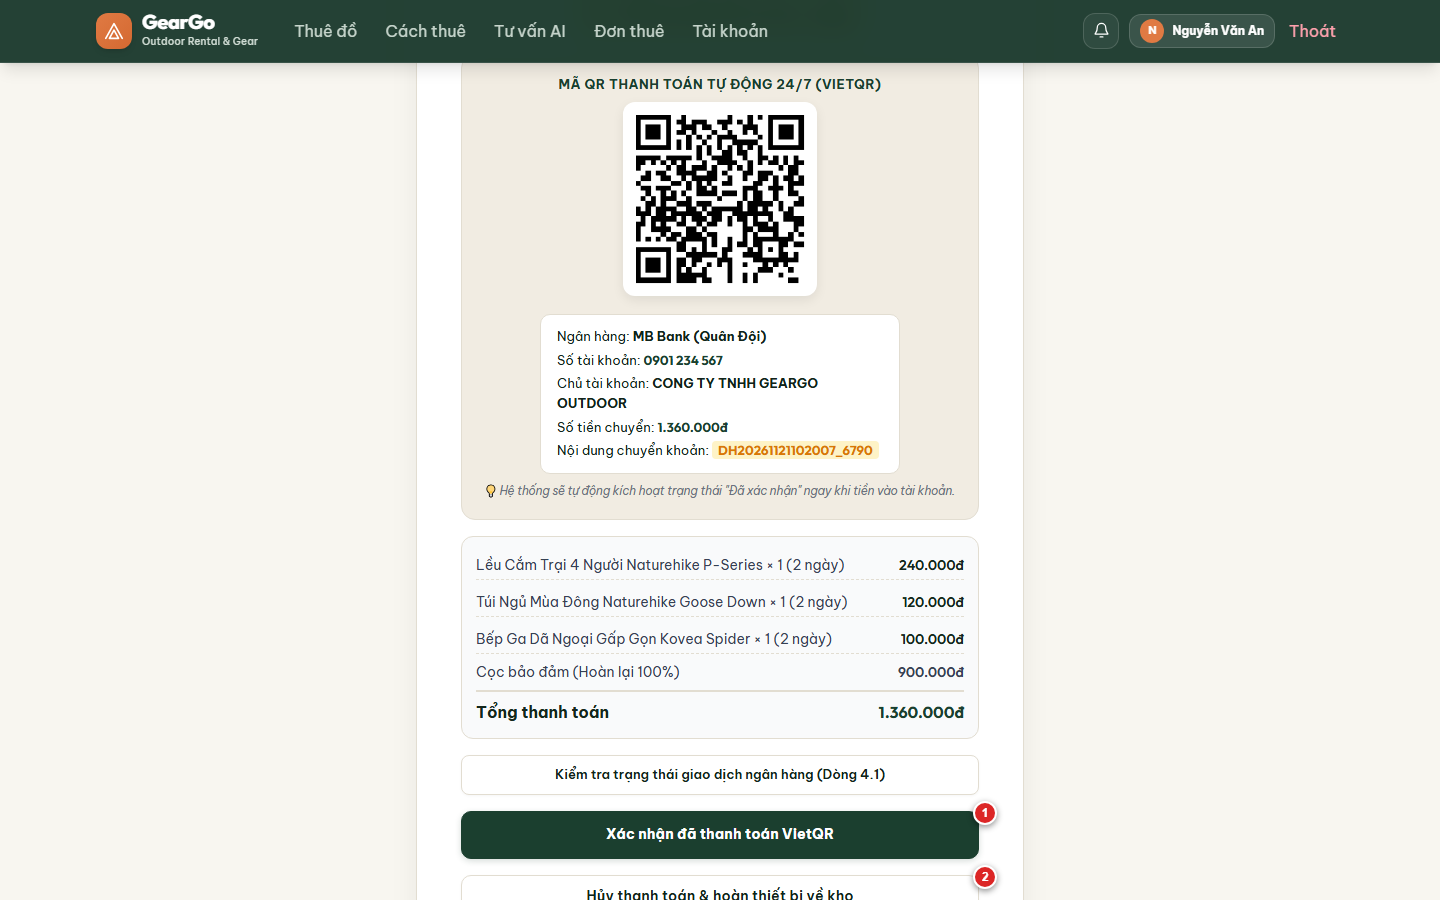 GearGo
Outdoor Rental & Gear
Thuê đồ
Cách thuê
Tư vấn AI
Đơn thuê
Tài khoản
N
Nguyễn Văn An
Thoát
MÃ QR THANH TOÁN TỰ ĐỘNG 24/7 (VIETQR)
Ngân hàng: MB Bank (Quân Đội)
Số tài khoản: 0901 234 567
Chủ tài khoản: CONG TY TNHH GEARGO
OUTDOOR
Số tiền chuyển: 1.360.000đ
Nội dung chuyển khoản: DH20261121102007_6790
Hệ thống sẽ tự động kích hoạt trạng thái "Đã xác nhận" ngay khi tiền vào tài khoản.
Lều Cắm Trại 4 Người Naturehike P-Series × 1 (2 ngày) 240.000đ
Túi Ngủ Mùa Đông Naturehike Goose Down × 1 (2 ngày) 120.000đ
Bếp Ga Dã Ngoại Gấp Gọn Kovea Spider × 1 (2 ngày) 100.000đ
Cọc bảo đảm (Hoàn lại 100%) 900.000đ
Tổng thanh toán 1.360.000đ
Kiểm tra trạng thái giao dịch ngân hàng (Dòng 4.1)
1
Xác nhận đã thanh toán VietQR
2
Hủy thanh toán & hoàn thiết bị về kho